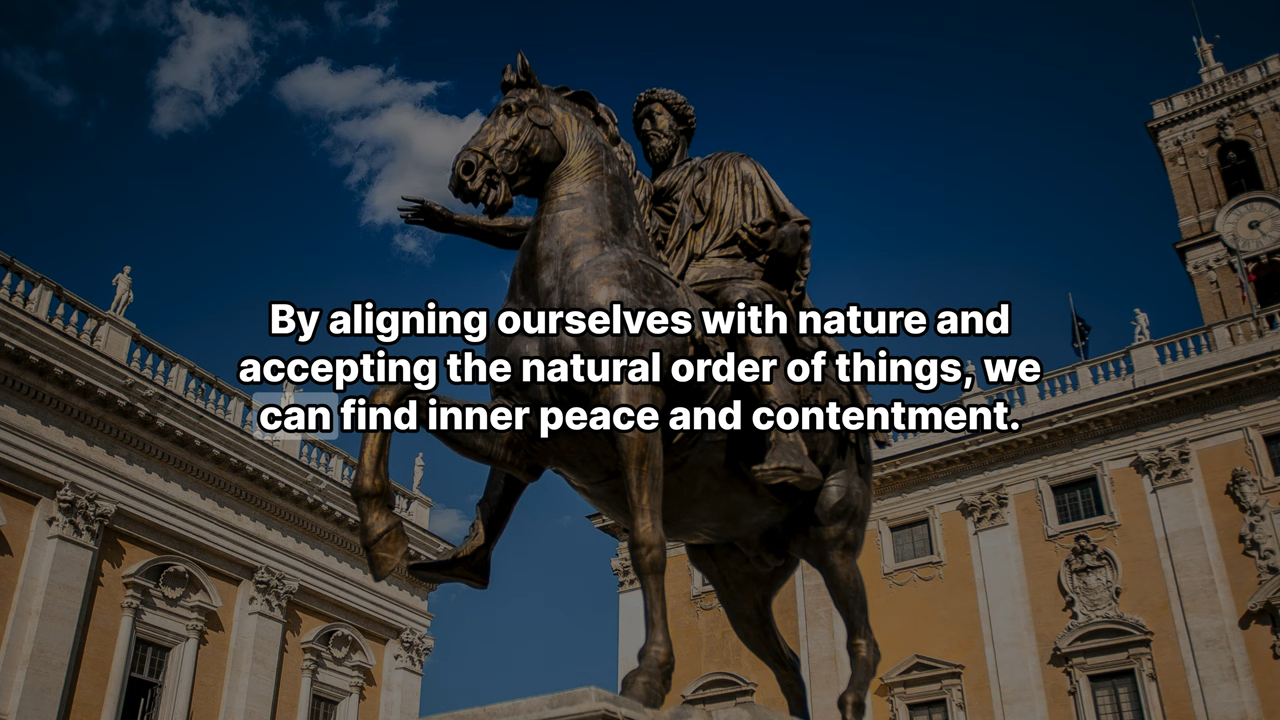 By aligning ourselves with nature and
accepting the natural order of things, we
can find inner peace and contentment.